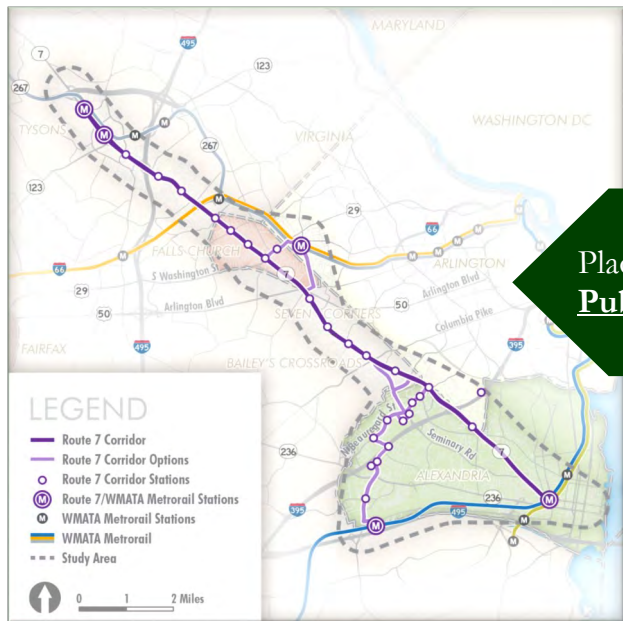 MARYLAND
495
7
123
267
TYSONS
VIRGINIA
WASHINGTON DC
267
123
29
66
FALLS CHURCH
ARLINGTON
66
S Washington St
7
29
Arlington Blvd
50
50
Arlington Blvd
SEVEN CORNERS
Columbia Pike
395
FAIRFAX
495
BAILEY'S CROSSROADS
236
Seminary Rd
7
ALEXANDRIA
395
236
495
LEGEND
Route 7 Corridor
Route 7 Corridor Options
Route 7 Corridor Stations
M Route 7/WMATA Metrorail Stations
M WMATA Metrorail Stations
WMATA Metrorail
Study Area
0 1 2 Miles